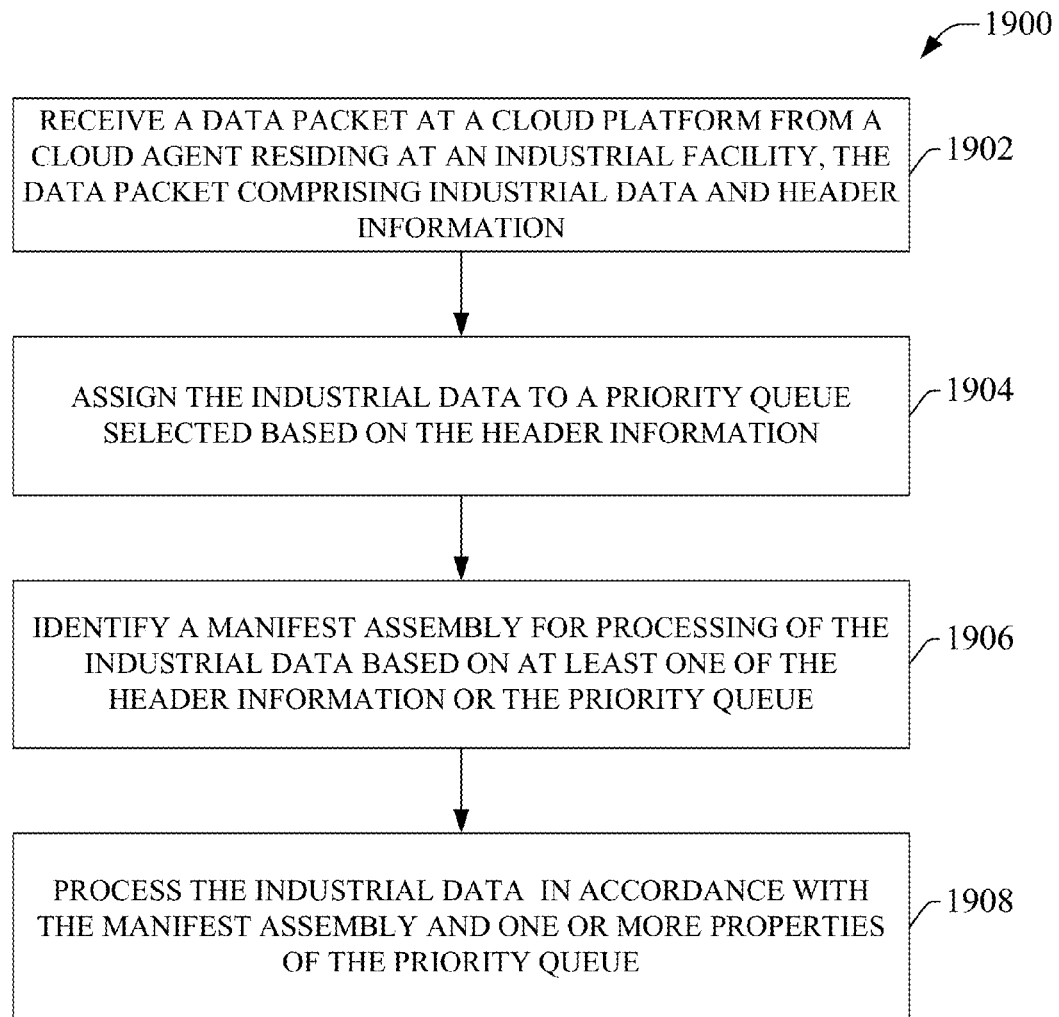 1900
RECEIVE A DATA PACKET AT A CLOUD PLATFORM FROM A
CLOUD AGENT RESIDING AT AN INDUSTRIAL FACILITY, THE
DATA PACKET COMPRISING INDUSTRIAL DATA AND HEADER
INFORMATION
1902
ASSIGN THE INDUSTRIAL DATA TO A PRIORITY QUEUE
SELECTED BASED ON THE HEADER INFORMATION
1904
IDENTIFY A MANIFEST ASSEMBLY FOR PROCESSING OF THE
INDUSTRIAL DATA BASED ON AT LEAST ONE OF THE
HEADER INFORMATION OR THE PRIORITY QUEUE
1906
PROCESS THE INDUSTRIAL DATA IN ACCORDANCE WITH
THE MANIFEST ASSEMBLY AND ONE OR MORE PROPERTIES
OF THE PRIORITY QUEUE
1908